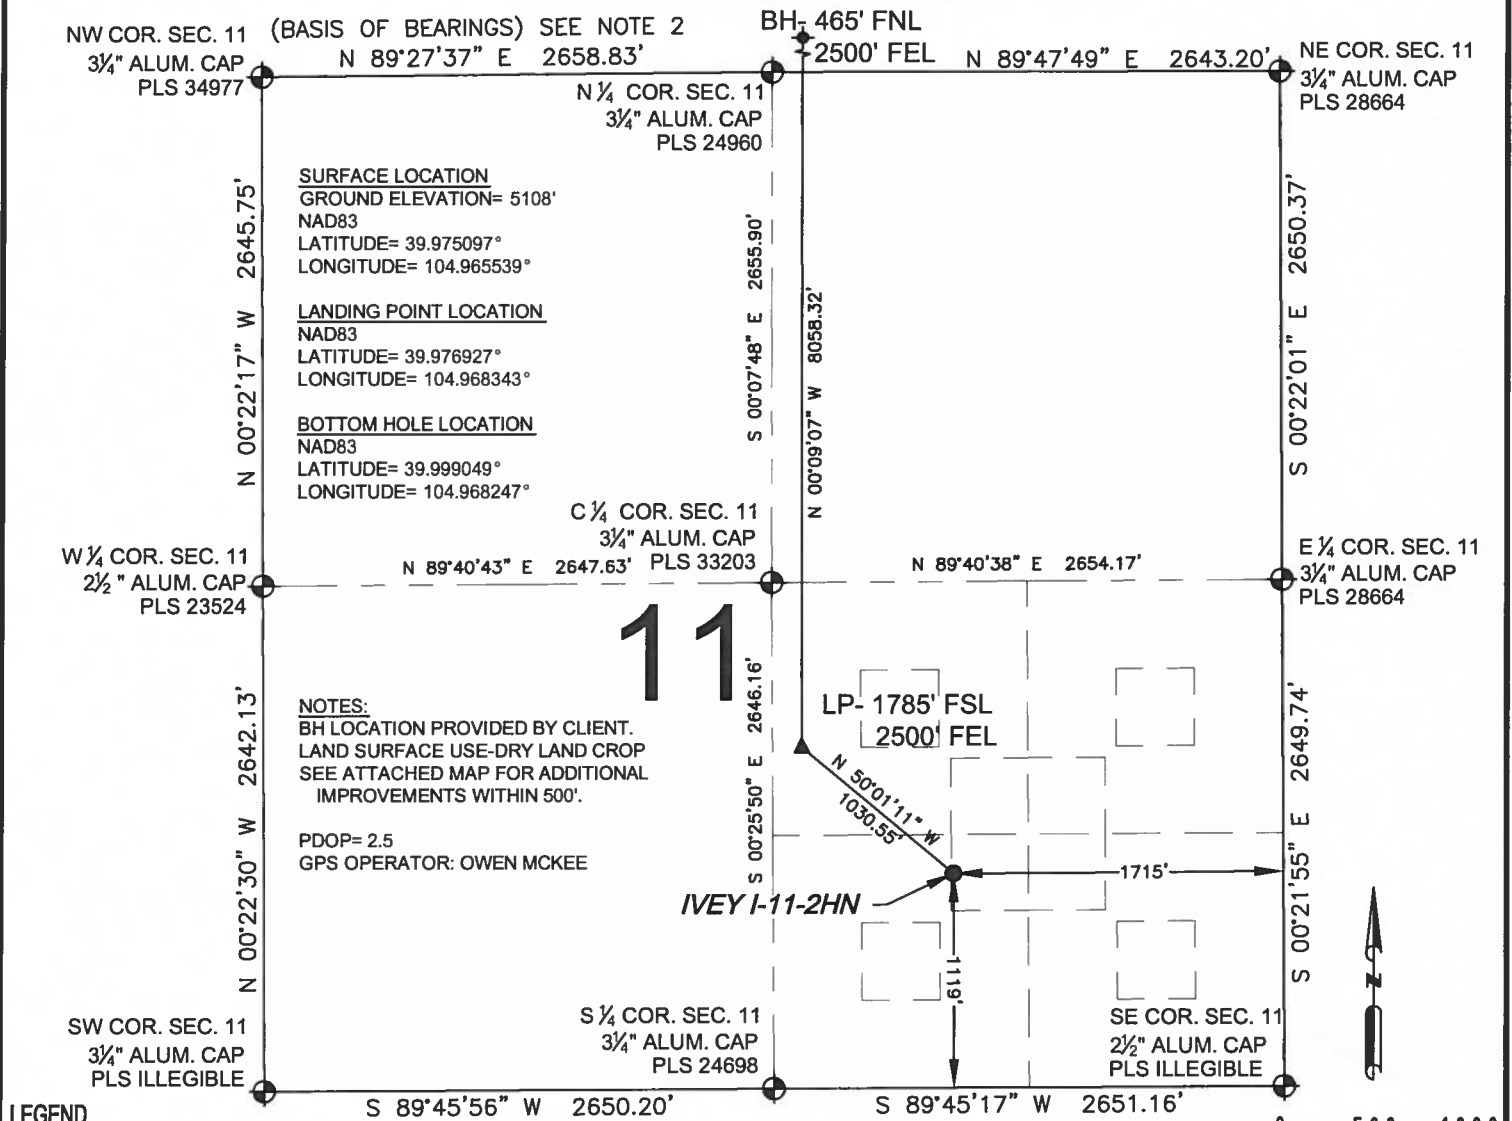 (BASIS OF BEARINGS) SEE NOTE 2
N 89°27'37" E 2658.83'
BH- 465' FNL
2500' FEL
N 89°47'49" E 2643.20'
NW COR. SEC. 11
3¼" ALUM. CAP
PLS 34977
N ¼ COR. SEC. 11
3¼" ALUM. CAP
PLS 24960
NE COR. SEC. 11
3¼" ALUM. CAP
PLS 28664
SURFACE LOCATION
GROUND ELEVATION= 5108'
NAD83
LATITUDE= 39.975097°
LONGITUDE= 104.965539°
LANDING POINT LOCATION
NAD83
LATITUDE= 39.976927°
LONGITUDE= 104.968343°
BOTTOM HOLE LOCATION
NAD83
LATITUDE= 39.999049°
LONGITUDE= 104.968247°
N 00°22'17" W 2645.75'
S 00°07'48" E 2655.90'
N 00°09'07" W 8058.32'
S 00°22'01" E 2650.37'
C ¼ COR. SEC. 11
3¼" ALUM. CAP
PLS 33203
W ¼ COR. SEC. 11
2½" ALUM. CAP
PLS 23524
N 89°40'43" E 2647.63'
N 89°40'38" E 2654.17'
E ¼ COR. SEC. 11
3¼" ALUM. CAP
PLS 28664
11
NOTES:
BH LOCATION PROVIDED BY CLIENT.
LAND SURFACE USE-DRY LAND CROP
SEE ATTACHED MAP FOR ADDITIONAL
IMPROVEMENTS WITHIN 500'.
PDOP= 2.5
GPS OPERATOR: OWEN MCKEE
N 00°22'30" W 2642.13'
S 00°25'50" E 2646.16'
LP- 1785' FSL
2500' FEL
N 50°01'11" W
1030.55'
S 00°21'55" E 2649.74'
1715'
IVEY I-11-2HN
1119'
N
SW COR. SEC. 11
3¼" ALUM. CAP
PLS ILLEGIBLE
S ¼ COR. SEC. 11
3¼" ALUM. CAP
PLS 24698
SE COR. SEC. 11
2½" ALUM. CAP
PLS ILLEGIBLE
S 89°45'56" W 2650.20'
S 89°45'17" W 2651.16'
LEGEND
0 500 1000